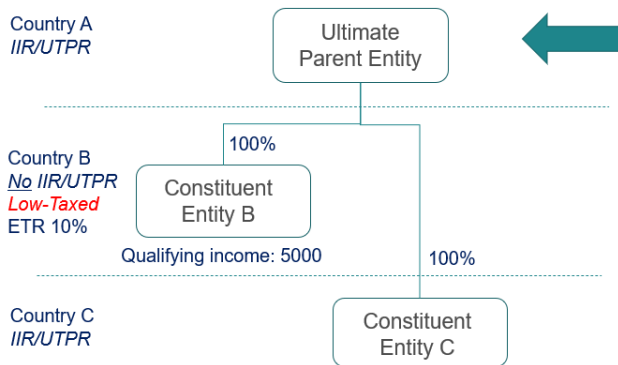 Country A
IIR/UTPR
Ultimate
Parent Entity
100%
Country B
No IIR/UTPR
Low-Taxed
ETR 10%
Constituent
Entity B
Qualifying income: 5000
100%
Country C
IIR/UTPR
Constituent
Entity C